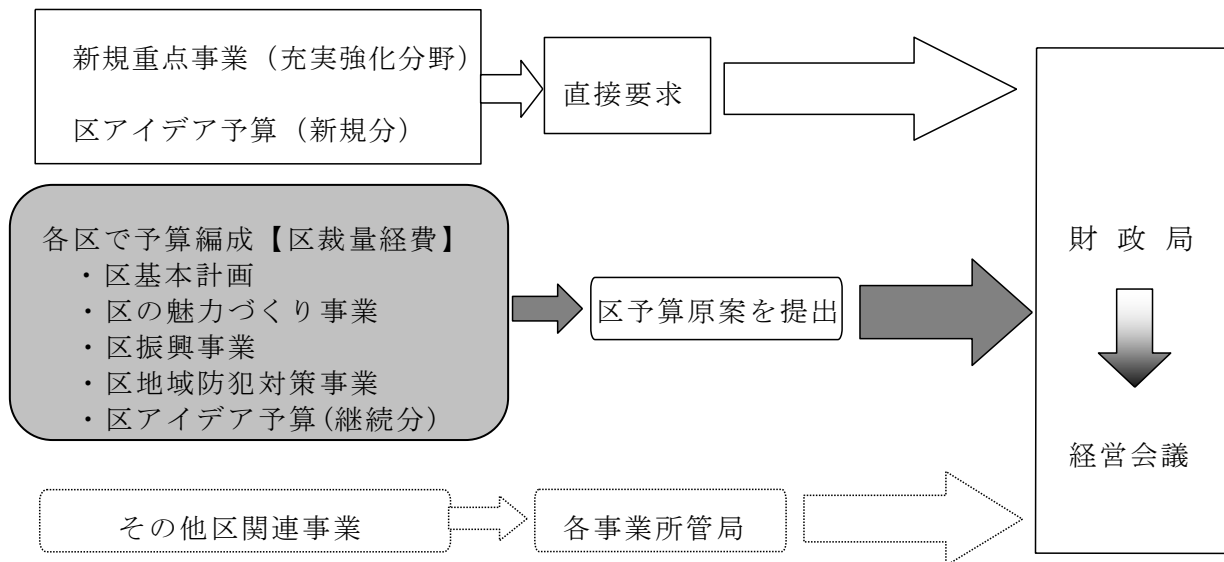 新規重点事業（充実強化分野）
区アイデア予算（新規分）
直接要求
各区で予算編成【区裁量経費】
・区基本計画
・区の魅力づくり事業
・区振興事業
・区地域防犯対策事業
・区アイデア予算(継続分)
区予算原案を提出
その他区関連事業
各事業所管局
財 政 局
経営会議